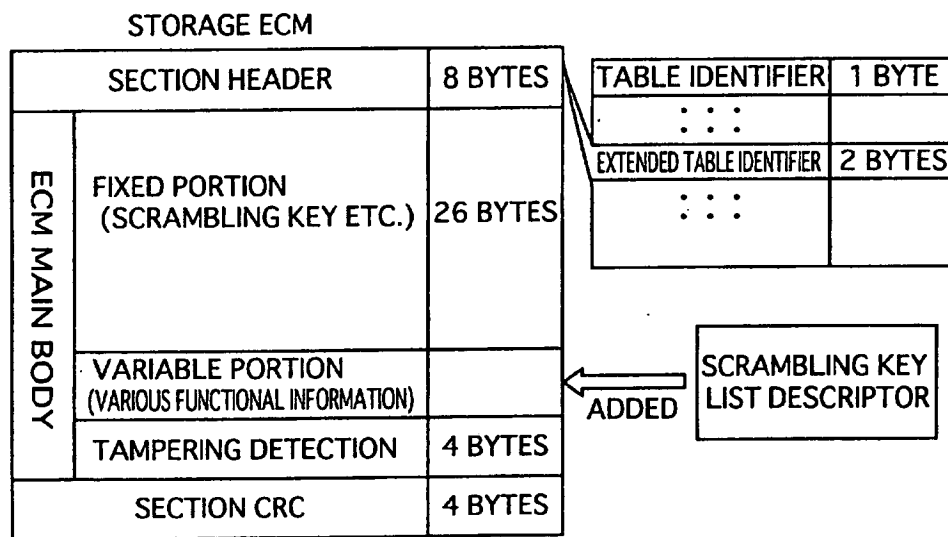 STORAGE ECM
SECTION HEADER 8 BYTES
ECM MAIN BODY
FIXED PORTION
(SCRAMBLING KEY ETC.) 26 BYTES
VARIABLE PORTION
(VARIOUS FUNCTIONAL INFORMATION)
TAMPERING DETECTION 4 BYTES
SECTION CRC 4 BYTES
TABLE IDENTIFIER 1 BYTE
EXTENDED TABLE IDENTIFIER 2 BYTES
ADDED
SCRAMBLING KEY
LIST DESCRIPTOR